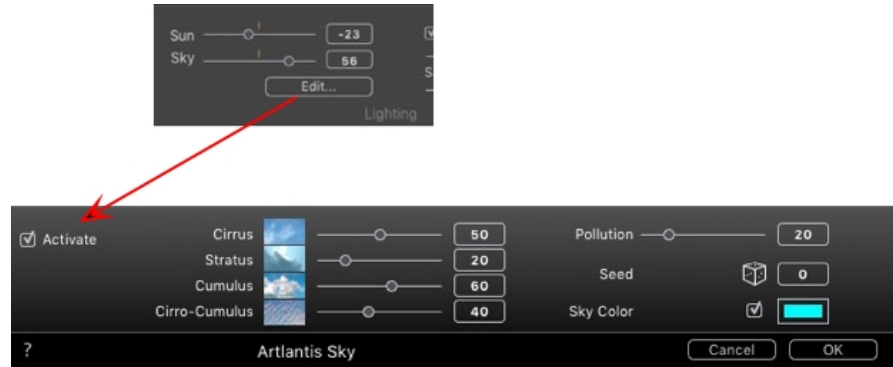 Sun -23
Sky 56
S
Edit...
Lighting
Activate Cirrus 50 Pollution 20
Stratus 20
Seed 0
Cumulus 60
Cirro-Cumulus 40 Sky Color
? Artlantis Sky Cancel OK